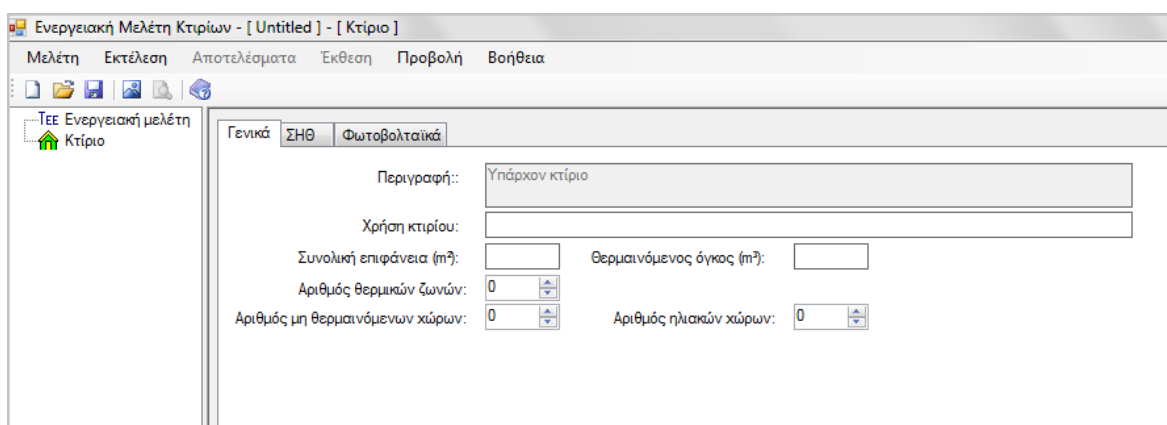 Ενεργειακή Μελέτη Κτιρίων - [ Untitled ] - [ Κτίριο ]
Μελέτη Εκτέλεση Αποτελέσματα Έκθεση Προβολή Βοήθεια
ΤΕΕ Ενεργειακή μελέτη
Κτίριο
Γενικά ΣΗΘ Φωτοβολταϊκά
Περιγραφή:: Υπάρχον κτίριο
Χρήση κτιρίου:
Συνολική επιφάνεια (m²): Θερμαινόμενος όγκος (m³):
Αριθμός θερμικών ζωνών: 0
Αριθμός μη θερμαινόμενων χώρων: 0 Αριθμός ηλιακών χώρων: 0